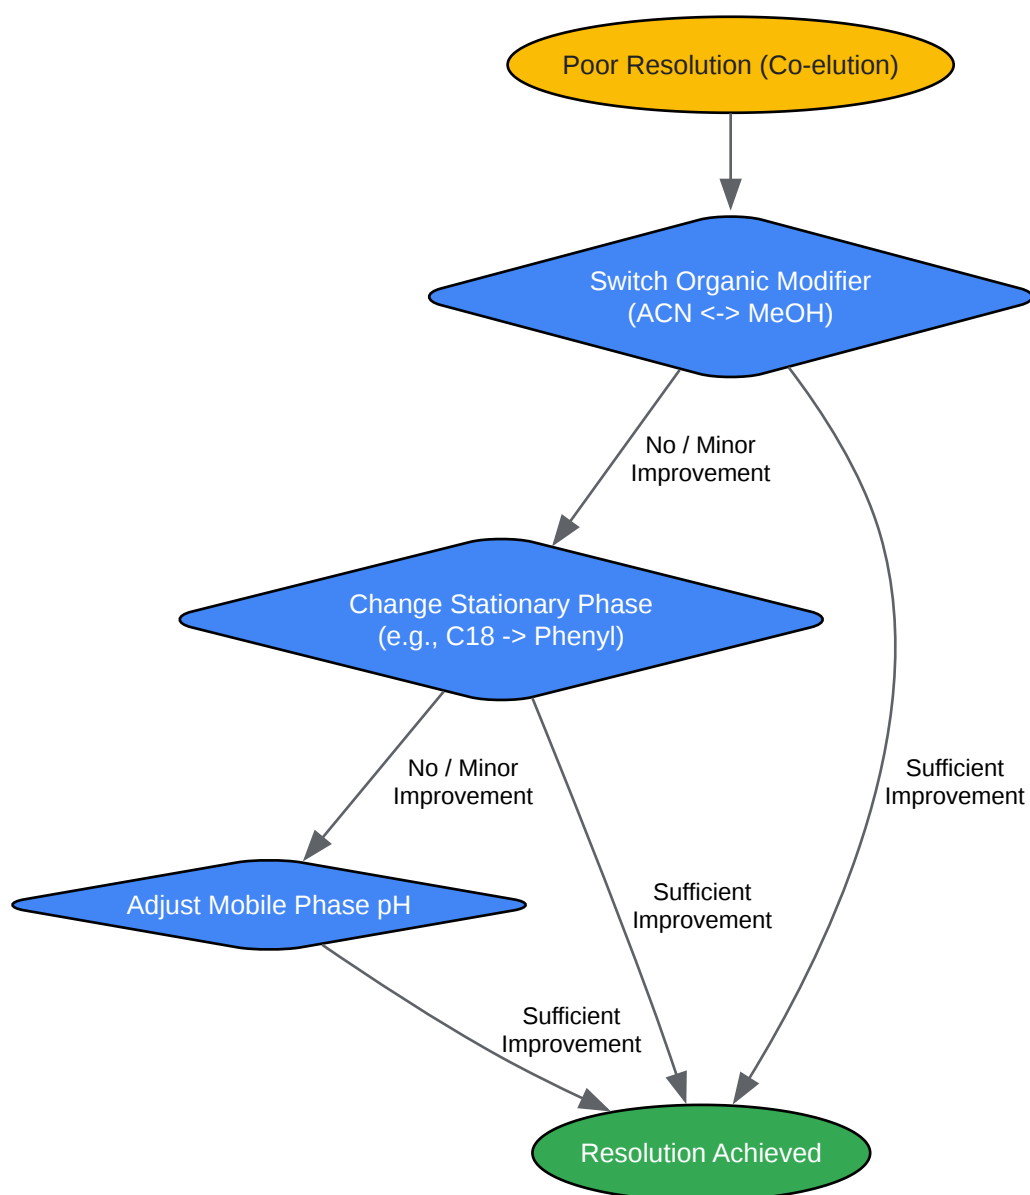 Poor Resolution (Co-elution)
Switch Organic Modifier
(ACN <-> MeOH)
No / Minor
Improvement
Change Stationary Phase
(e.g., C18 -> Phenyl)
No / Minor
Improvement
Sufficient
Improvement
Sufficient
Improvement
Adjust Mobile Phase pH
Sufficient
Improvement
Resolution Achieved